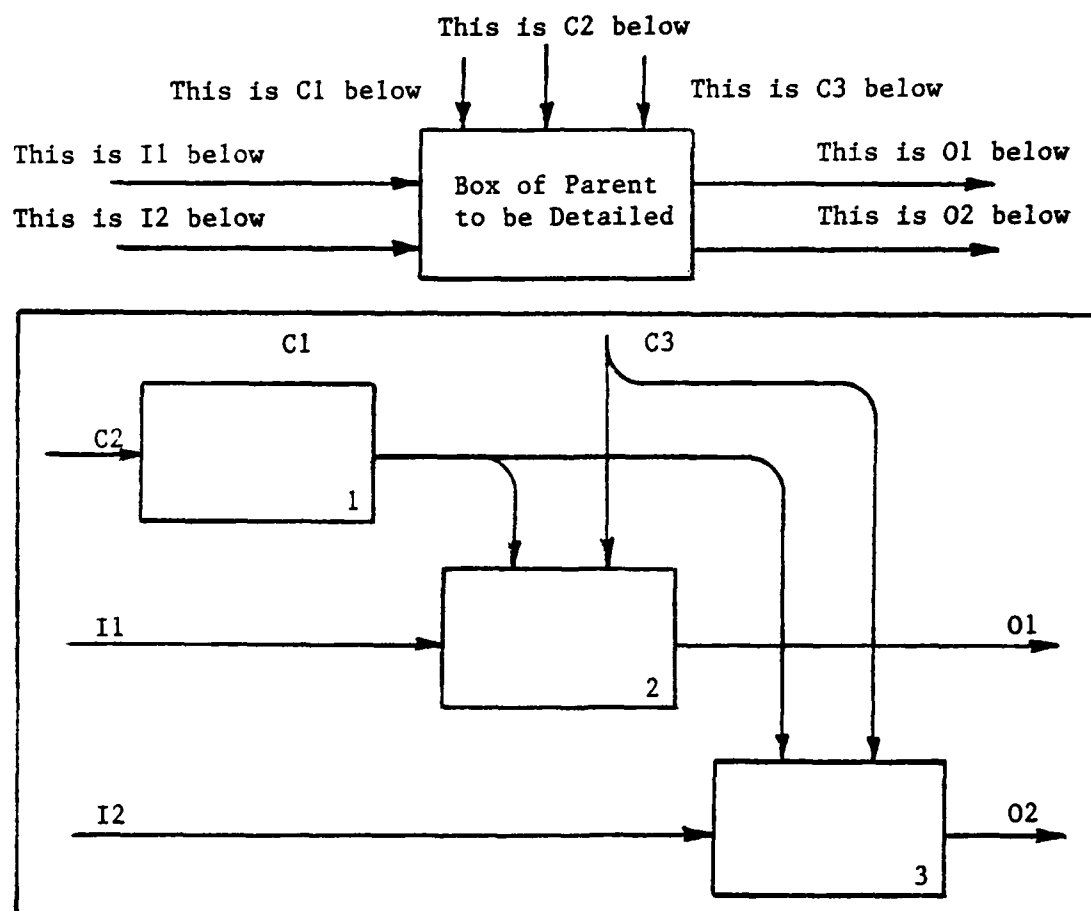 This is C2 below
This is C1 below
This is C3 below
This is I1 below
This is O1 below
Box of Parent
to be Detailed
This is I2 below
This is O2 below
C1
C3
C2
1
I1
O1
2
I2
O2
3